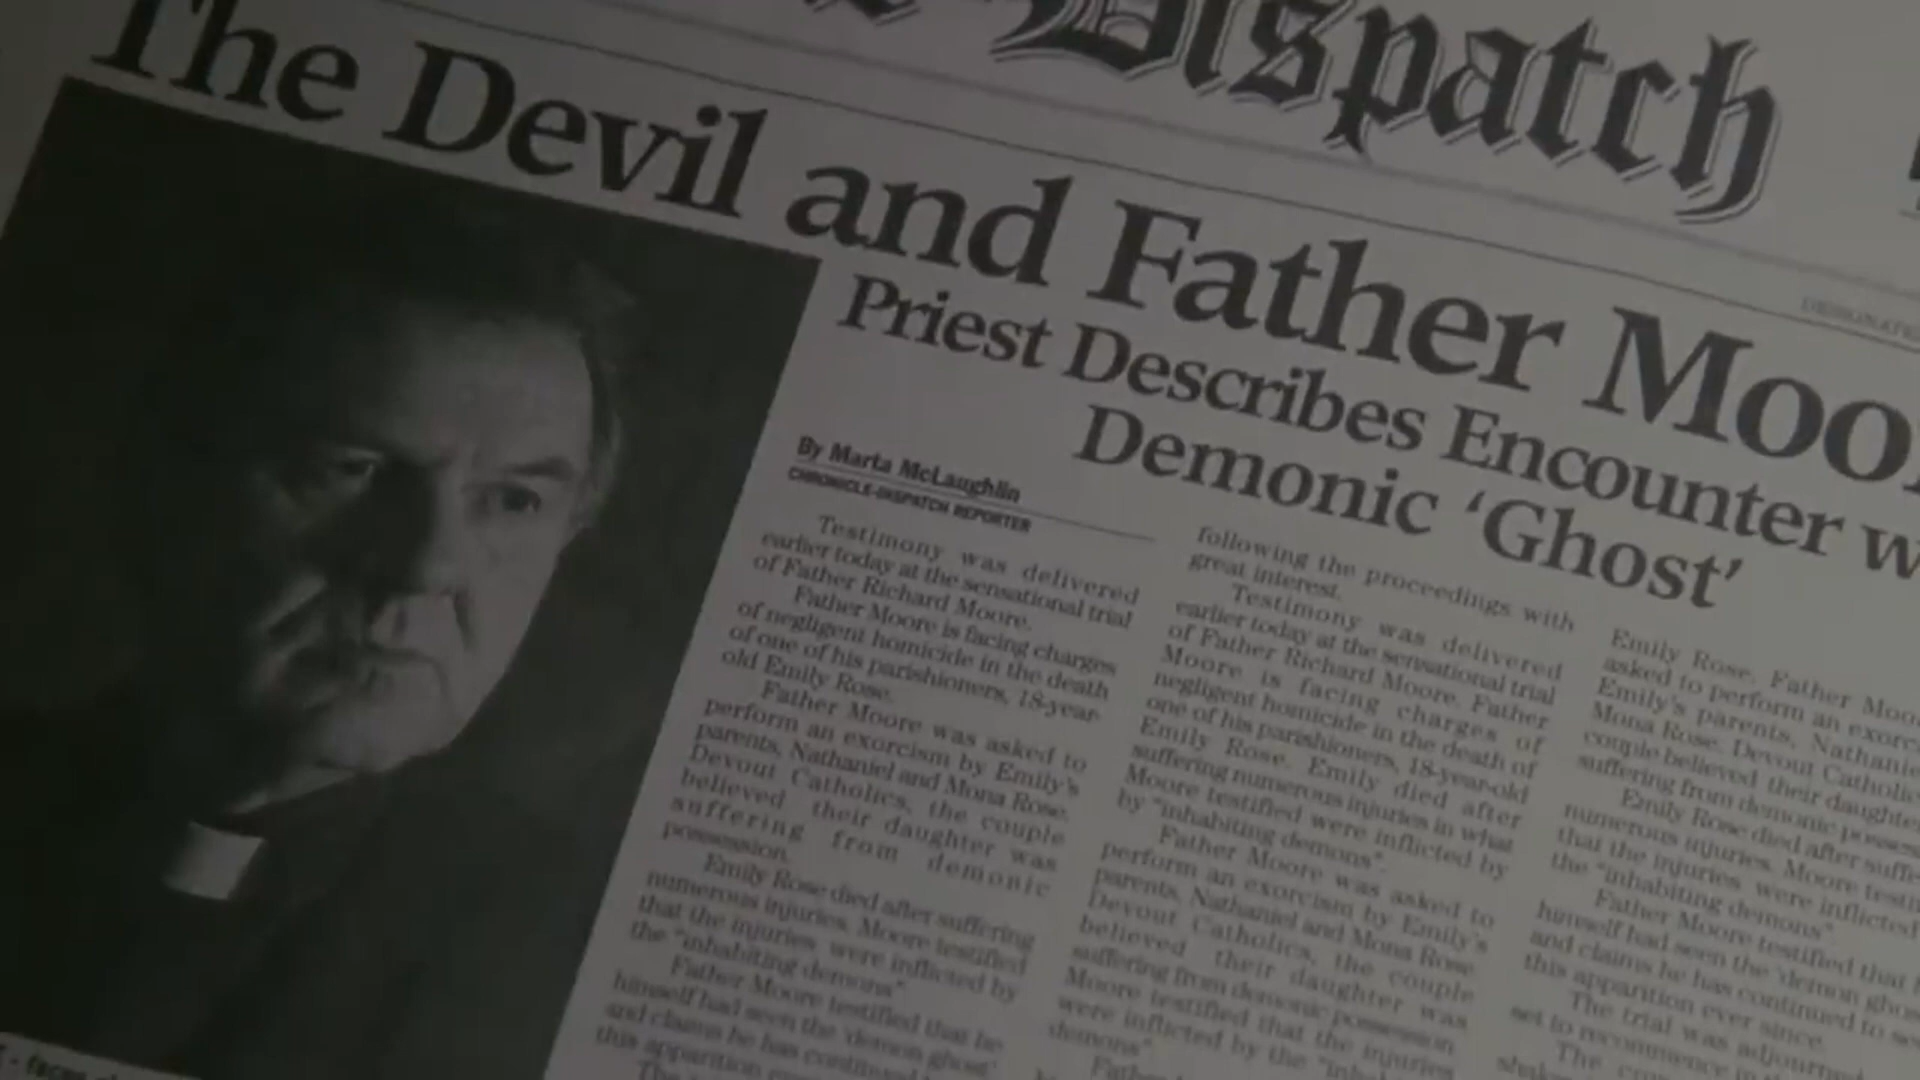 Dispatch
The Devil and Father Moo
Priest Describes Encounter w
Demonic ‘Ghost’
By Marta McLaughlin
CHRONICLE-DISPATCH REPORTER
Testimony was delivered
earlier today at the sensational trial
of Father Richard Moore.
Father Moore is facing charges
of negligent homicide in the death
of one of his parishioners, 18-year-
old Emily Rose.
Father Moore was asked to
perform an exorcism by Emily's
parents, Nathaniel and Mona Rose.
Devout Catholics, the couple
believed their daughter was
suffering from demonic
possession.
Emily Rose died after suffering
numerous injuries. Moore testified
that the injuries were inflicted by
the "inhabiting demons"
Father Moore testified that he
himself had seen the 'demon ghost'
and claims he has continued
this apparition
The
following the proceedings with
great interest.
Testimony was delivered
earlier today at the sensational trial
of Father Richard Moore. Father
Moore is facing charges of
negligent homicide in the death of
one of his parishioners, 18-year-old
Emily Rose. Emily died after
suffering numerous injuries in what
Moore testified were inflicted by
by "inhabiting demons".
Father Moore was asked to
perform an exorcism by Emily's
parents, Nathaniel and Mona Rose
Devout Catholics, the couple
believed their daughter was
suffering from demonic possession
Moore testified that the injuries
were inflicted by the
demons".
Father
Emily Rose. Father Moo
asked to perform an exorc
Emily's parents, Nathanie
Mona Rose. Devout Catholic
couple believed their daughter
suffering from demonic possess
Emily Rose died after suffe
numerous injuries. Moore testi
that the injuries were inflicted
the "inhabiting demons".
Father Moore testified that
himself had seen the 'demon ghos
and claims he has continued to se
this apparition ever since.
The trial was adjourned
set to recommence in
The